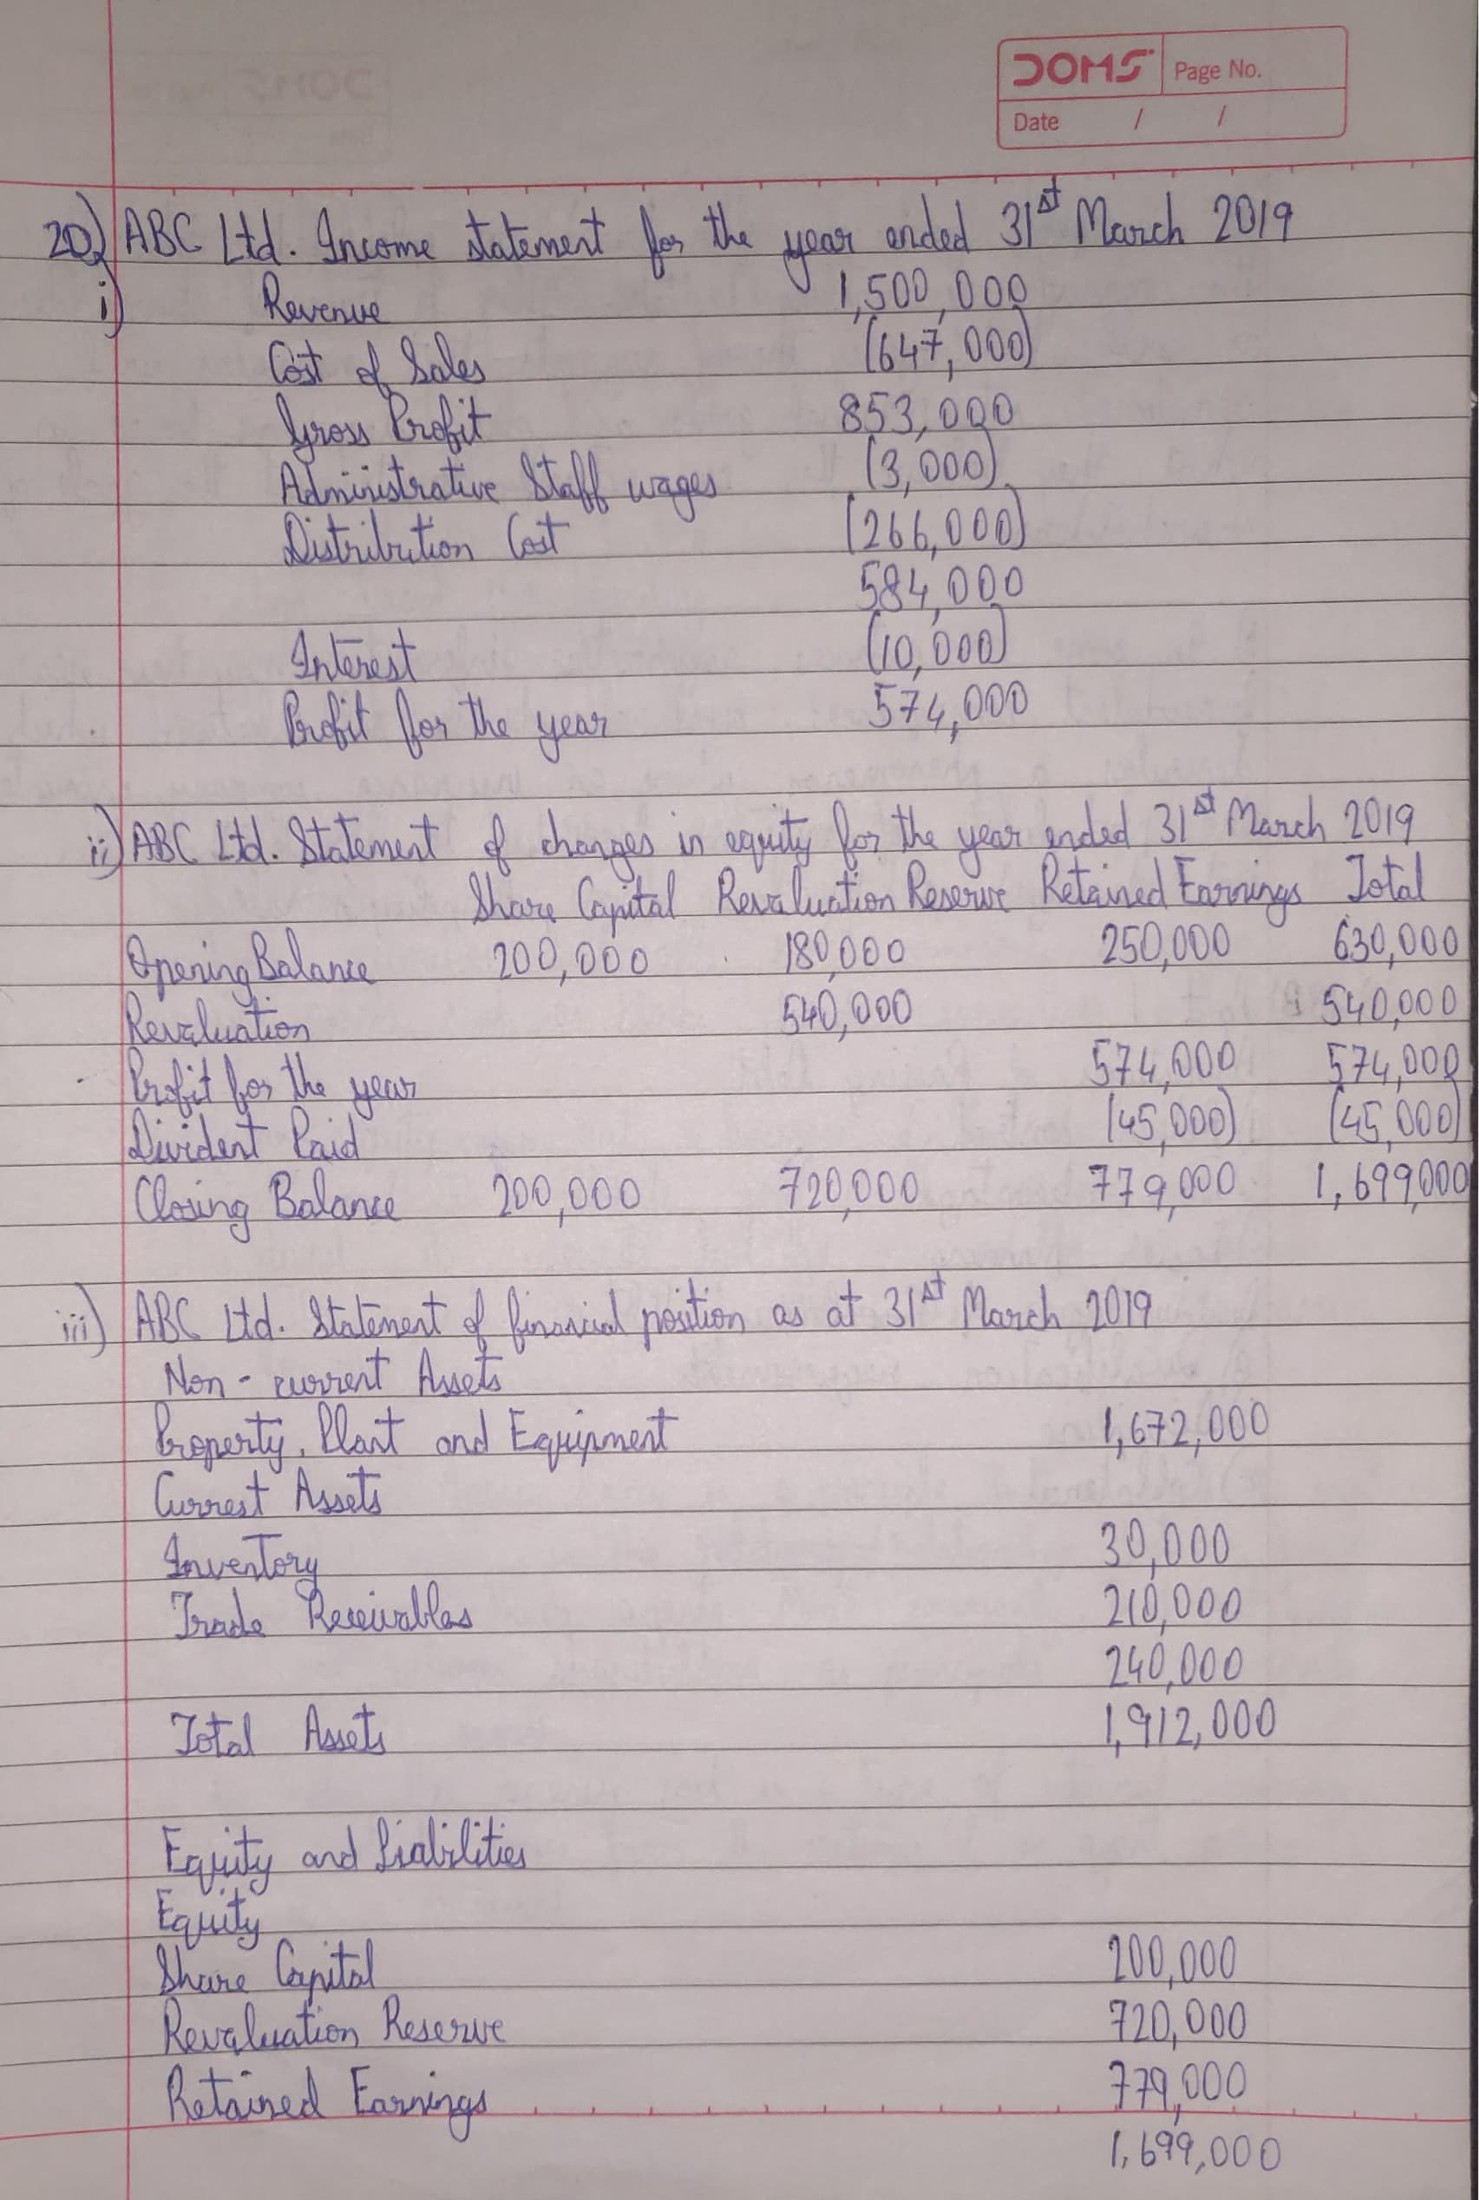 DOMS Page No.
Date / /
20) ABC Ltd. Income statement for the year ended 31st March 2019
i) Revenue 1,500,000
Cost of Sales (647,000)
Gross Profit 853,000
Administrative Staff wages (3,000)
Distribution Cost (266,000)
584,000
Interest (10,000)
Profit for the year 574,000
ii) ABC Ltd. Statement of changes in equity for the year ended 31st March 2019
Share Capital Revaluation Reserve Retained Earnings Total
Opening Balance 200,000 180,000 250,000 630,000
Revaluation 540,000 540,000
Profit for the year 574,000 574,000
Divident Paid (45,000) (45,000)
Closing Balance 200,000 720,000 779,000 1,699,000
iii) ABC Ltd. Statement of financial position as at 31st March 2019
Non-current Assets
Property, Plant and Equipment 1,672,000
Current Assets
Inventory 30,000
Trade Receivables 210,000
240,000
Total Assets 1,912,000
Equity and Liabilities
Equity
Share Capital 200,000
Revaluation Reserve 720,000
Retained Earnings 779,000
1,699,000